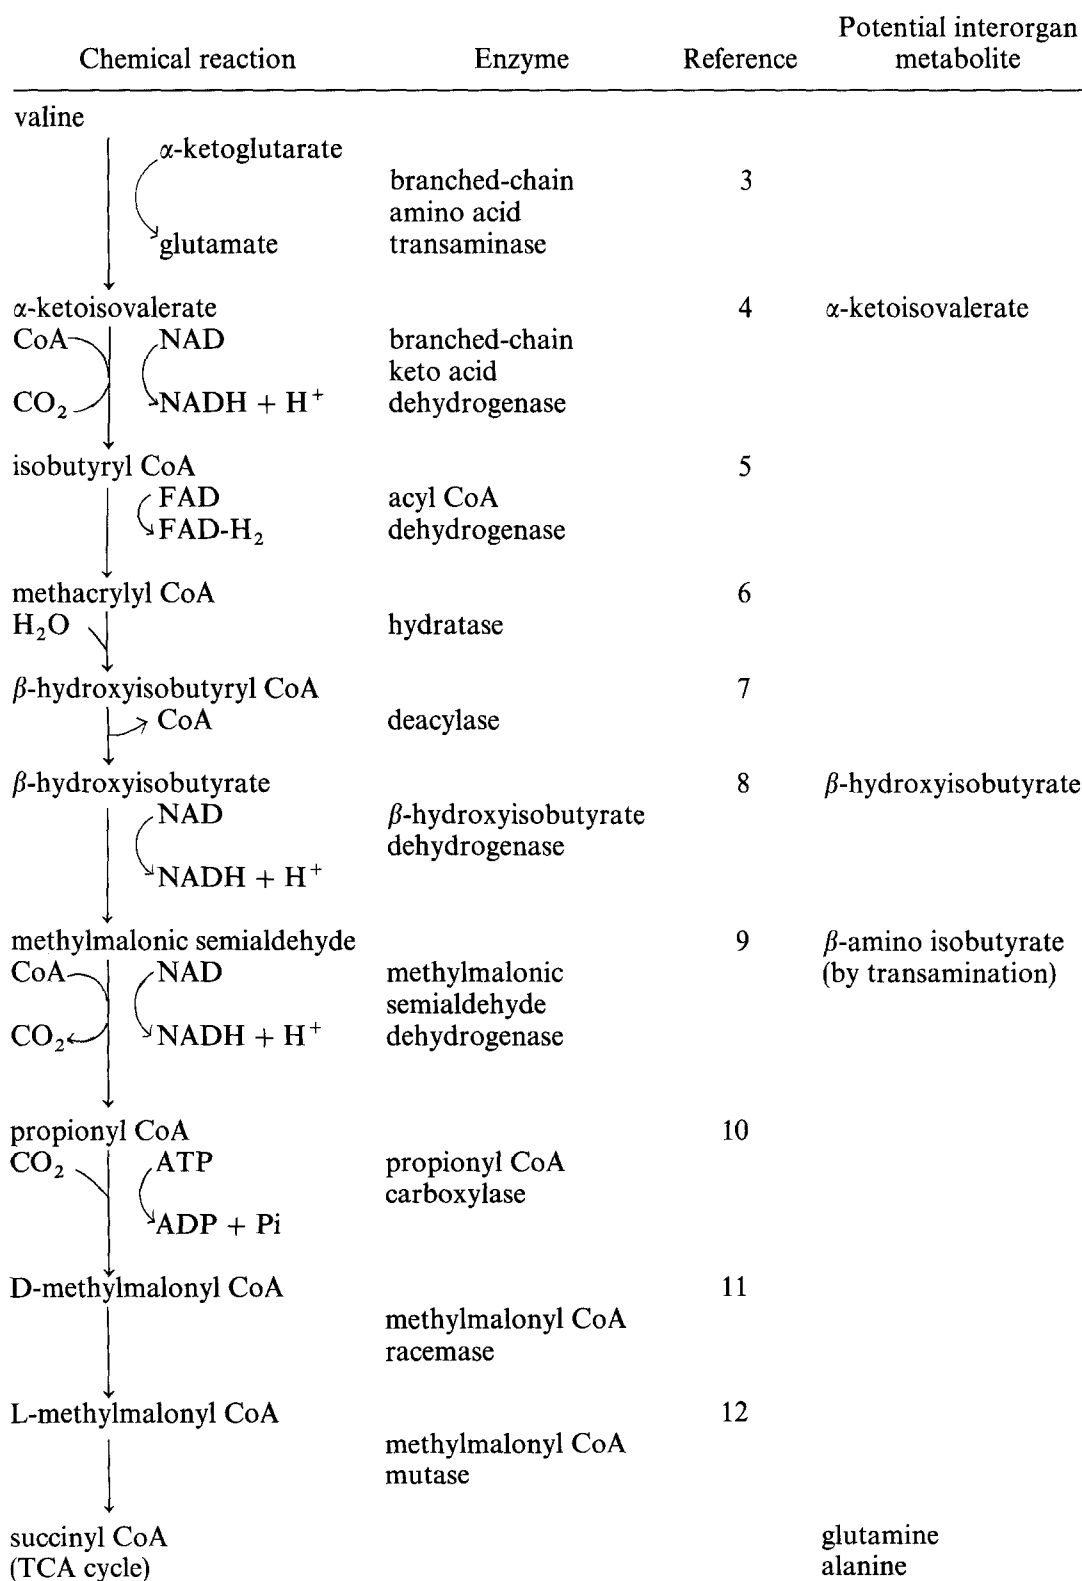 Chemical reaction Enzyme Reference Potential interorgan metabolite
valine
α-ketoglutarate
branched-chain 3
amino acid
glutamate transaminase
α-ketoisovalerate 4 α-ketoisovalerate
CoA NAD branched-chain
keto acid
CO₂ NADH + H⁺ dehydrogenase
isobutyryl CoA 5
FAD acyl CoA
FAD-H₂ dehydrogenase
methacrylyl CoA 6
H₂O hydratase
β-hydroxyisobutyryl CoA 7
CoA deacylase
β-hydroxyisobutyrate 8 β-hydroxyisobutyrate
NAD β-hydroxyisobutyrate
dehydrogenase
NADH + H⁺
methylmalonic semialdehyde 9 β-amino isobutyrate
CoA NAD methylmalonic (by transamination)
semialdehyde
CO₂ NADH + H⁺ dehydrogenase
propionyl CoA 10
CO₂ ATP propionyl CoA
carboxylase
ADP + Pi
D-methylmalonyl CoA 11
methylmalonyl CoA
racemase
L-methylmalonyl CoA 12
methylmalonyl CoA
mutase
succinyl CoA glutamine
(TCA cycle) alanine